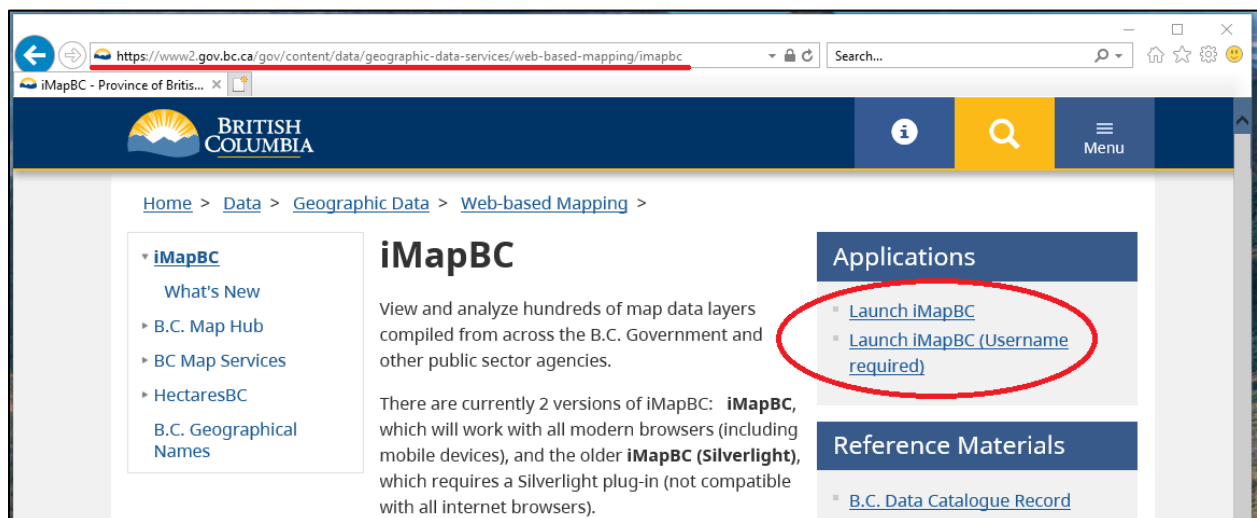 https://www2.gov.bc.ca/gov/content/data/geographic-data-services/web-based-mapping/imapbc
Search...
iMapBC - Province of Britis...
BRITISH
COLUMBIA
Menu
Home > Data > Geographic Data > Web-based Mapping >
iMapBC
What's New
B.C. Map Hub
BC Map Services
HectaresBC
B.C. Geographical
Names
iMapBC
View and analyze hundreds of map data layers
compiled from across the B.C. Government and
other public sector agencies.
There are currently 2 versions of iMapBC: iMapBC,
which will work with all modern browsers (including
mobile devices), and the older iMapBC (Silverlight),
which requires a Silverlight plug-in (not compatible
with all internet browsers).
Applications
Launch iMapBC
Launch iMapBC (Username
required)
Reference Materials
B.C. Data Catalogue Record